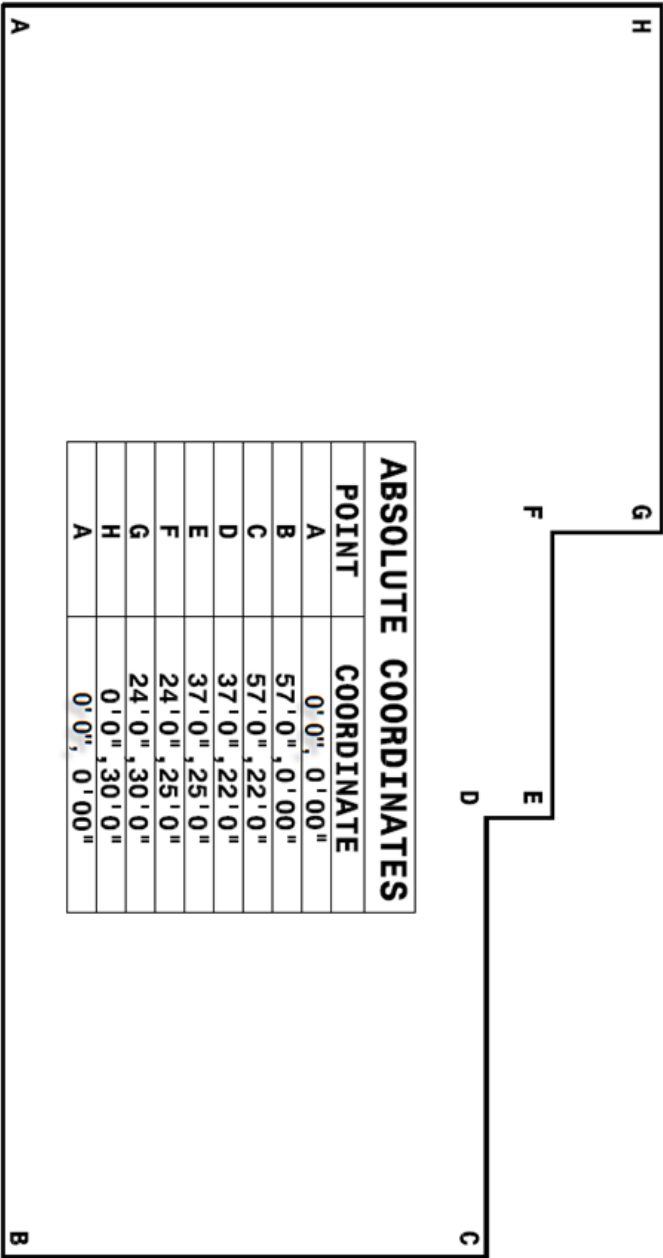 H G
F E
D C
ABSOLUTE COORDINATES
POINT COORDINATE
A 0'0", 0'00"
B 57'0",0'00"
C 57'0",22'0"
D 37'0",22'0"
E 37'0",25'0"
F 24'0",25'0"
G 24'0",30'0"
H 0'0",30'0"
A 0'0", 0'00"
A B